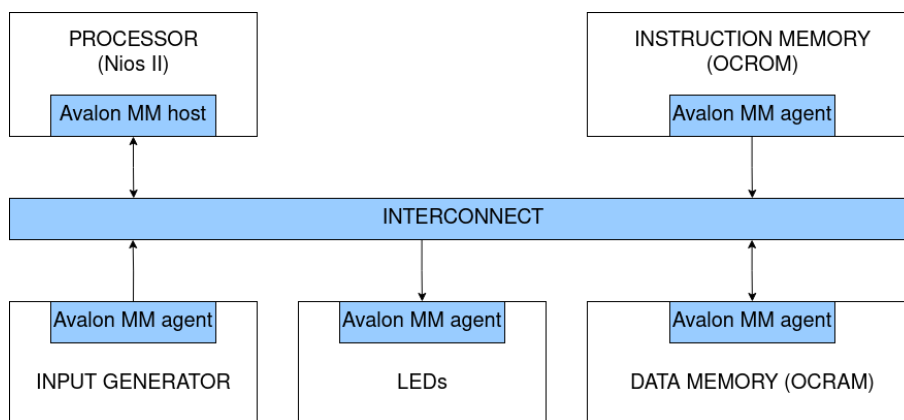 PROCESSOR
(Nios II)
Avalon MM host
INSTRUCTION MEMORY
(OCROM)
Avalon MM agent
INTERCONNECT
Avalon MM agent
INPUT GENERATOR
Avalon MM agent
LEDs
Avalon MM agent
DATA MEMORY (OCRAM)